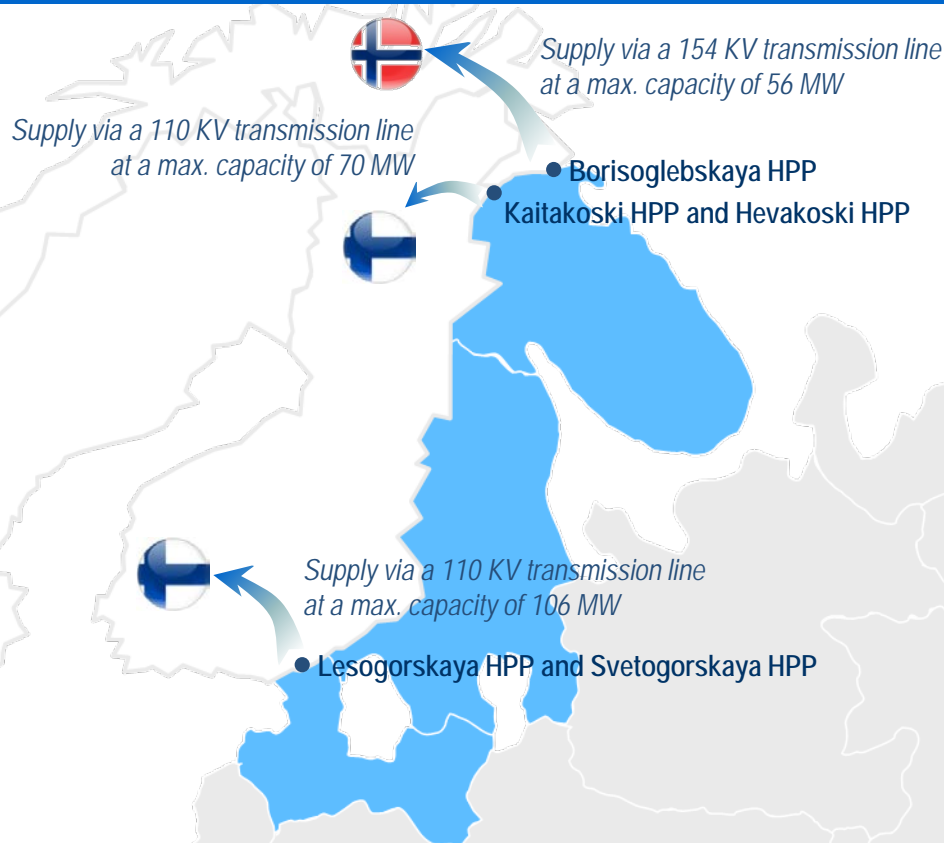 Supply via a 154 KV transmission line
at a max. capacity of 56 MW
Supply via a 110 KV transmission line
at a max. capacity of 70 MW
Borisoglebskaya HPP
Kaitakoski HPP and Hevakoski HPP
Supply via a 110 KV transmission line
at a max. capacity of 106 MW
Lesogorskaya HPP and Svetogorskaya HPP